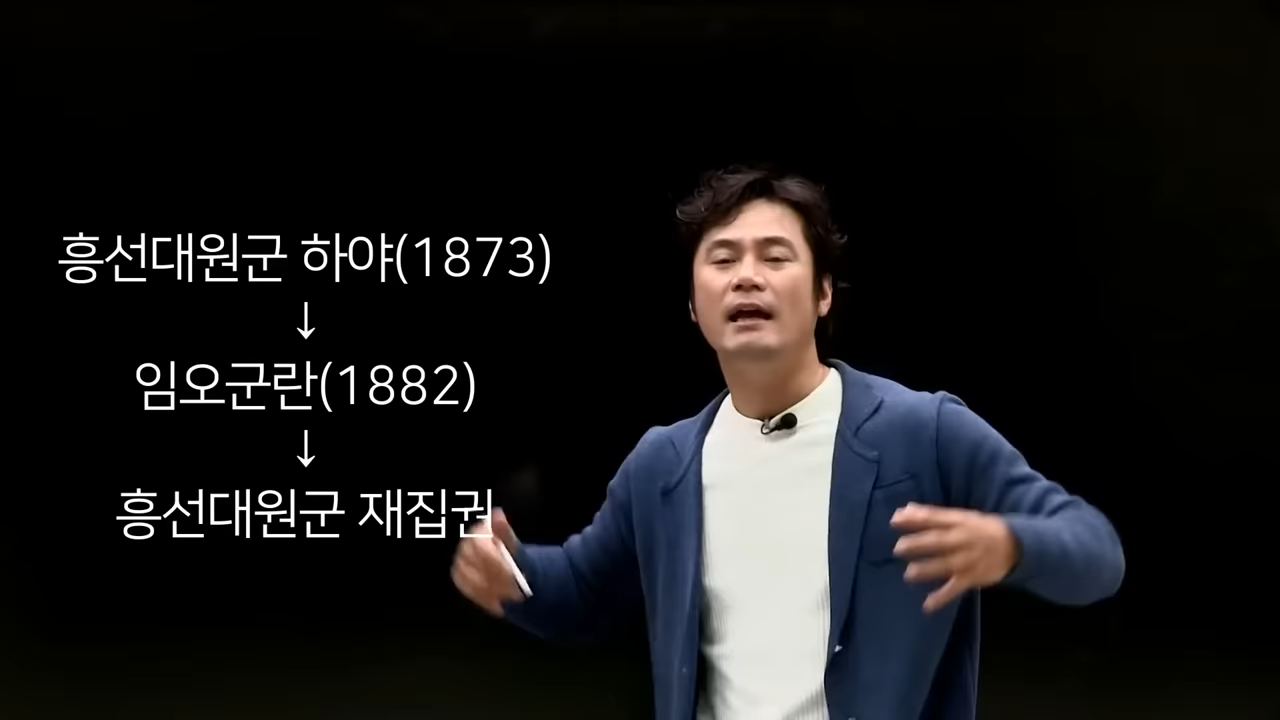 흥선대원군 하야(1873)
↓
임오군란(1882)
↓
흥선대원군 재집권